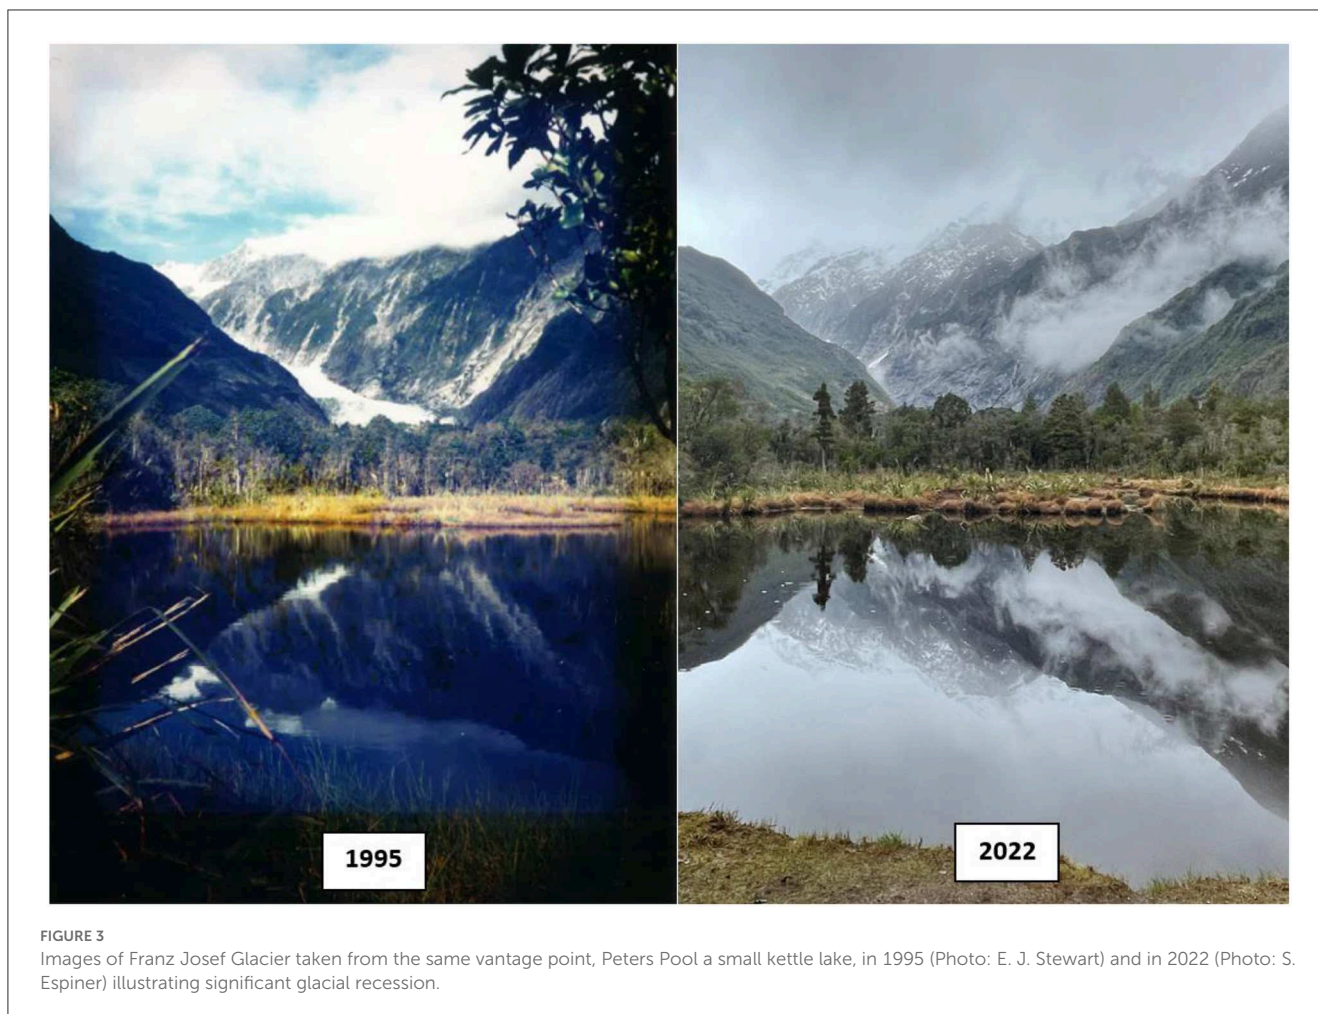 1995
2022
FIGURE 3
Images of Franz Josef Glacier taken from the same vantage point, Peters Pool a small kettle lake, in 1995 (Photo: E. J. Stewart) and in 2022 (Photo: S.
Espiner) illustrating significant glacial recession.